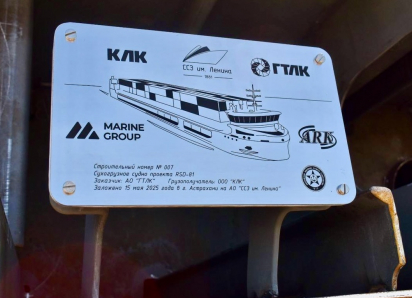 КЛК
ССЗ им. Ленина
ГТЛК
MARINE
GROUP
ARK
Строительный номер № 007
Сухогрузное судно проекта RSD-81
Заказчик: АО "ГТЛК" Грузополучатель ООО "КЛК"
Заложено 15 мая 2025 года в г. Астрахани на АО "ССЗ им. Ленина"